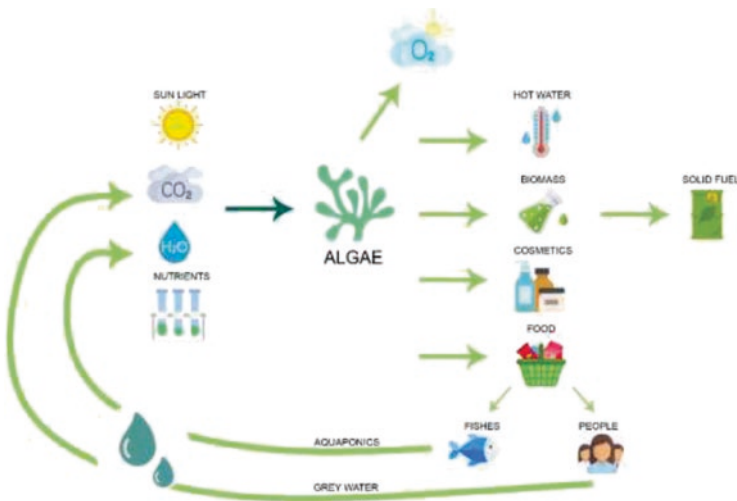 O₂
SUN LIGHT
HOT WATER
CO₂
BIOMASS
SOLID FUEL
H₂O
ALGAE
NUTRIENTS
COSMETICS
FOOD
FISHES
PEOPLE
AQUAPONICS
GREY WATER